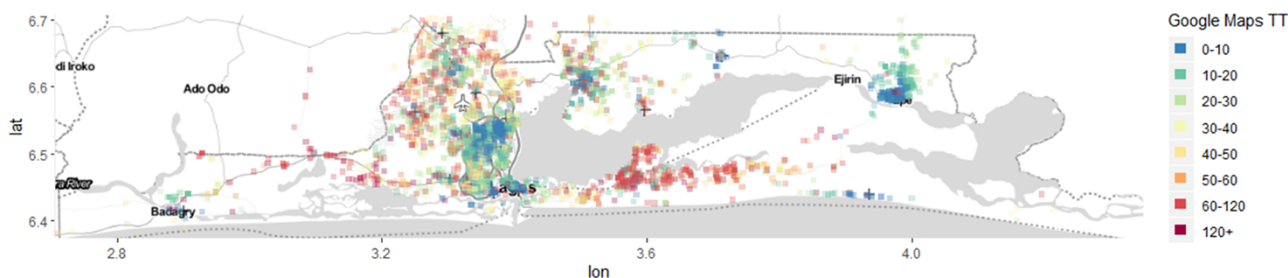 Google Maps TT
0-10
10-20
20-30
30-40
40-50
50-60
60-120
120+
6.7
6.6
6.5
6.4
lat
di Iroko
Ado Odo
Ejirin
ra River
Badagry
2.8
3.2
3.6
4.0
lon